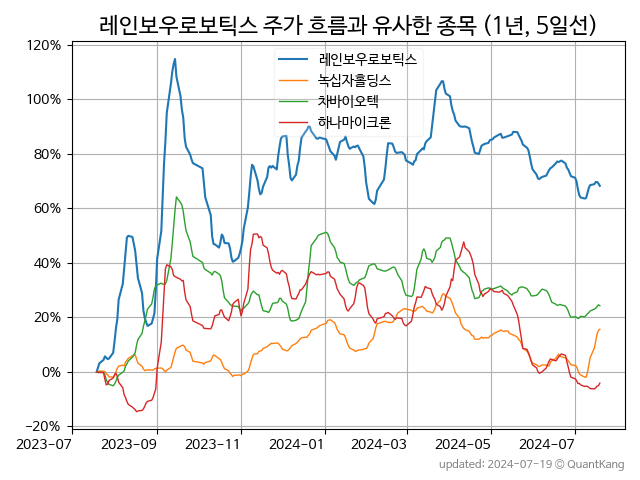 레인보우로보틱스 주가 흐름과 유사한 종목 (1년, 5일선)
레인보우로보틱스
녹십자홀딩스
차바이오텍
하나마이크론
120%
100%
80%
60%
40%
20%
0%
−20%
2023-07 2023-09 2023-11 2024-01 2024-03 2024-05 2024-07
updated: 2024-07-19 @ QuantKang